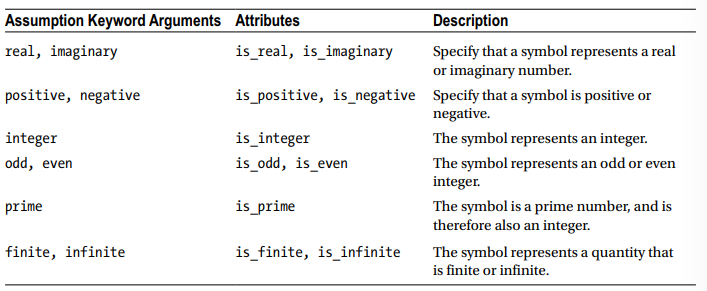 Assumption Keyword Arguments Attributes Description
real, imaginary is_real, is_imaginary Specify that a symbol represents a real
or imaginary number.
positive, negative is_positive, is_negative Specify that a symbol is positive or
negative.
integer is_integer The symbol represents an integer.
odd, even is_odd, is_even The symbol represents an odd or even
integer.
prime is_prime The symbol is a prime number, and is
therefore also an integer.
finite, infinite is_finite, is_infinite The symbol represents a quantity that
is finite or infinite.